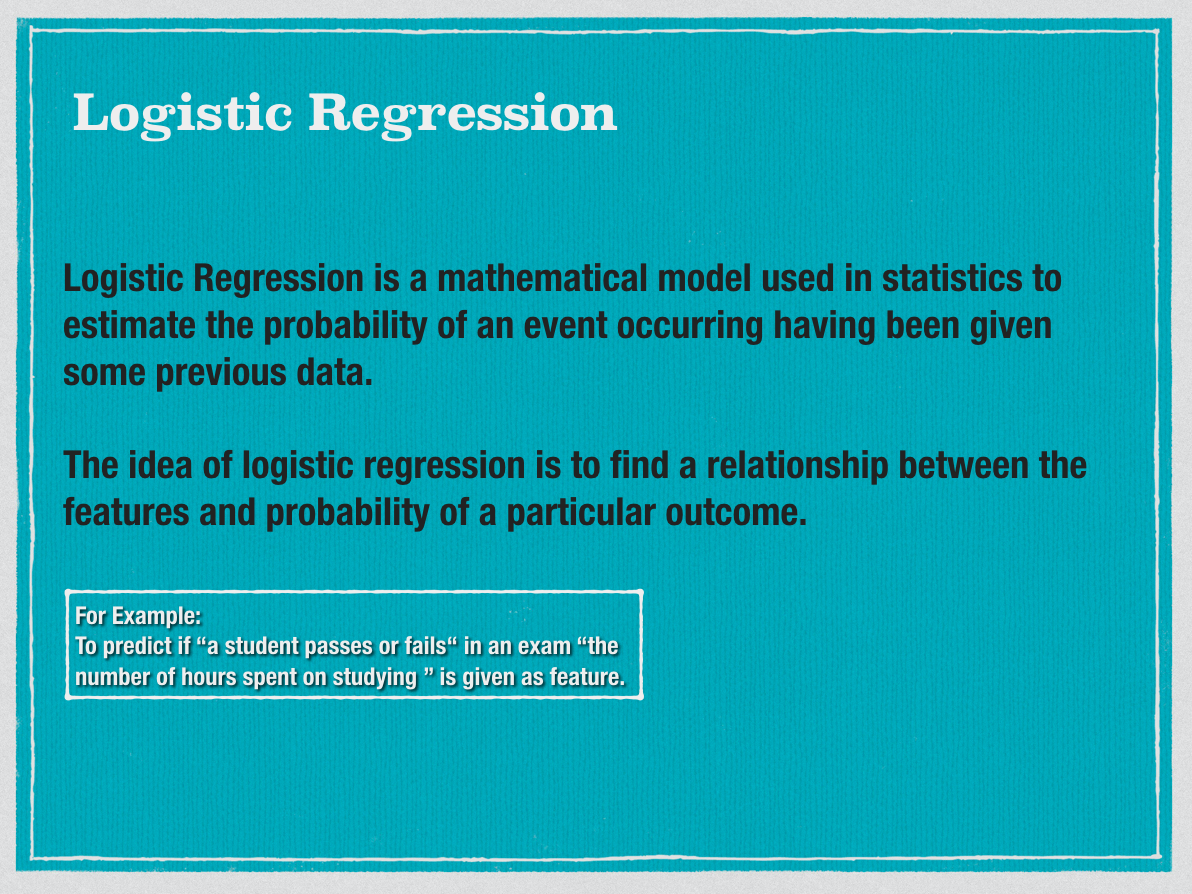 Logistic Regression
Logistic Regression is a mathematical model used in statistics to
estimate the probability of an event occurring having been given
some previous data.
The idea of logistic regression is to find a relationship between the
features and probability of a particular outcome.
For Example:
To predict if “a student passes or fails“ in an exam “the
number of hours spent on studying ” is given as feature.